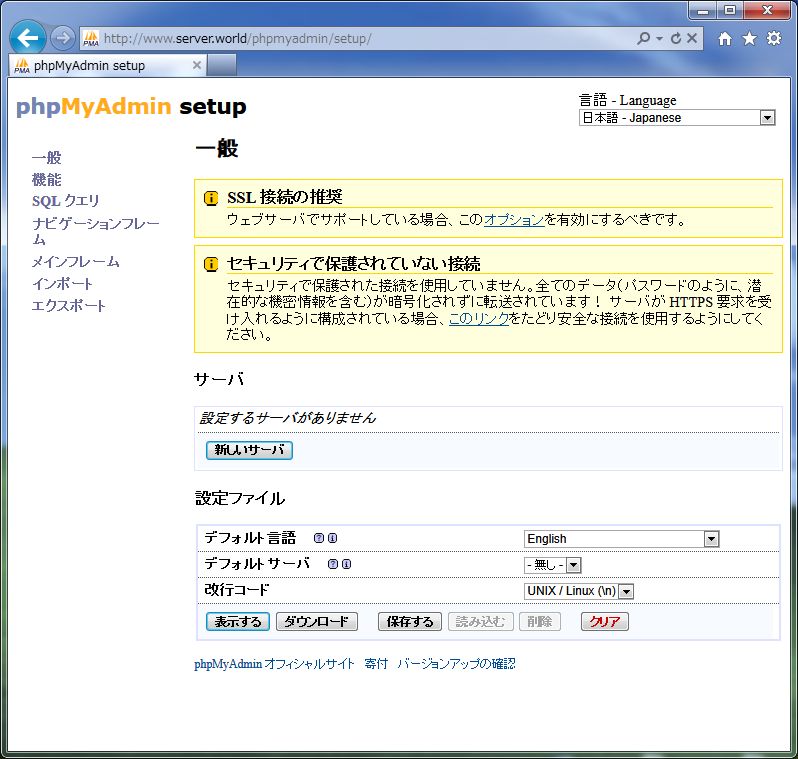 http://www.server.world/phpmyadmin/setup/
phpMyAdmin setup
phpMyAdmin setup
言語 - Language
日本語 - Japanese
一般
機能
SQL クエリ
ナビゲーションフレー
ム
メインフレーム
インポート
エクスポート
一般
SSL 接続の推奨
ウェブサーバでサポートしている場合、このオプションを有効にするべきです。
セキュリティで保護されていない接続
セキュリティで保護された接続を使用していません。全てのデータ(パスワードのように、潜
在的な機密情報を含む)が暗号化されずに転送されています！ サーバが HTTPS 要求を受
け入れるように構成されている場合、このリンクをたどり安全な接続を使用するようにしてく
ださい。
サーバ
設定するサーバがありません
新しいサーバ
設定ファイル
デフォルト言語 English
デフォルトサーバ - 無し -
改行コード UNIX / Linux (\n)
表示する ダウンロード 保存する 読み込む 削除 クリア
phpMyAdmin オフィシャルサイト 寄付 バージョンアップの確認